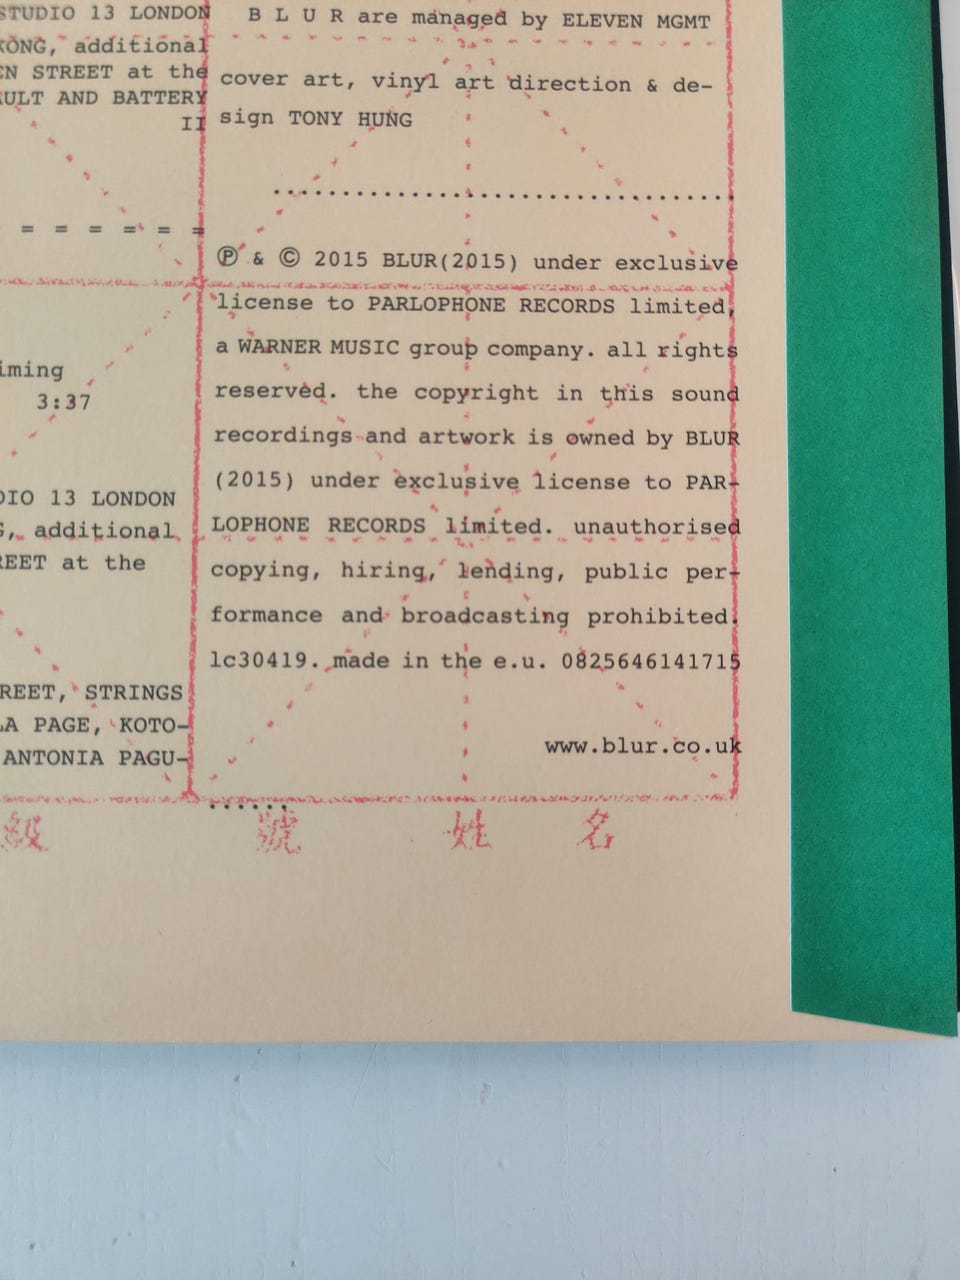 STUDIO 13 LONDON
KONG, additional
EN STREET at the
AULT AND BATTERY
II
= = = = = =
iming
3:37
DIO 13 LONDON
G, additional
REET at the
REET, STRINGS
LA PAGE, KOTO-
ANTONIA PAGU-
B L U R are managed by ELEVEN MGMT
cover art, vinyl art direction & de-
sign TONY HUNG
..................................
℗ & © 2015 BLUR(2015) under exclusive
license to PARLOPHONE RECORDS limited,
a WARNER MUSIC group company. all rights
reserved. the copyright in this sound
recordings and artwork is owned by BLUR
(2015) under exclusive license to PAR-
LOPHONE RECORDS limited. unauthorised
copying, hiring, lending, public per-
formance and broadcasting prohibited.
lc30419. made in the e.u. 0825646141715
www.blur.co.uk
......
級 號 姓 名